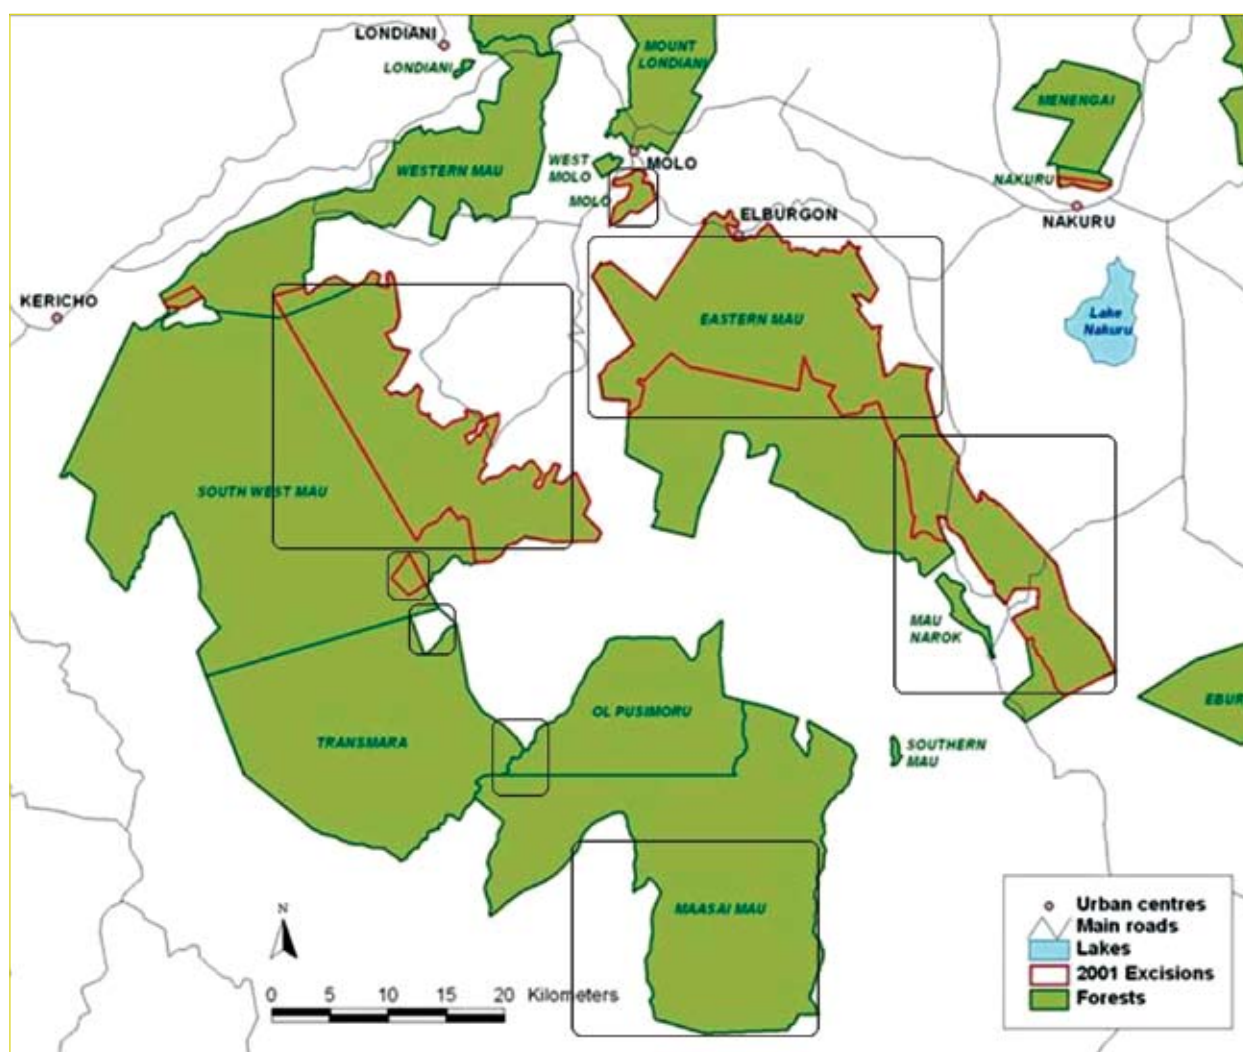 LONDIANI
LONDIANI
MOUNT
LONDIANI
MENENGAI
WESTERN MAU
WEST
MOLO
MOLO
MOLO
NAKURU
NAKURU
ELBURGON
KERICHO
EASTERN MAU
Lake
Nakuru
SOUTH WEST MAU
MAU
NAROK
OL PUSIMORU
EBUR
TRANSMARA
SOUTHERN
MAU
MAASAI MAU
N
0 5 10 15 20 Kilometers
Urban centres
Main roads
Lakes
2001 Excisions
Forests